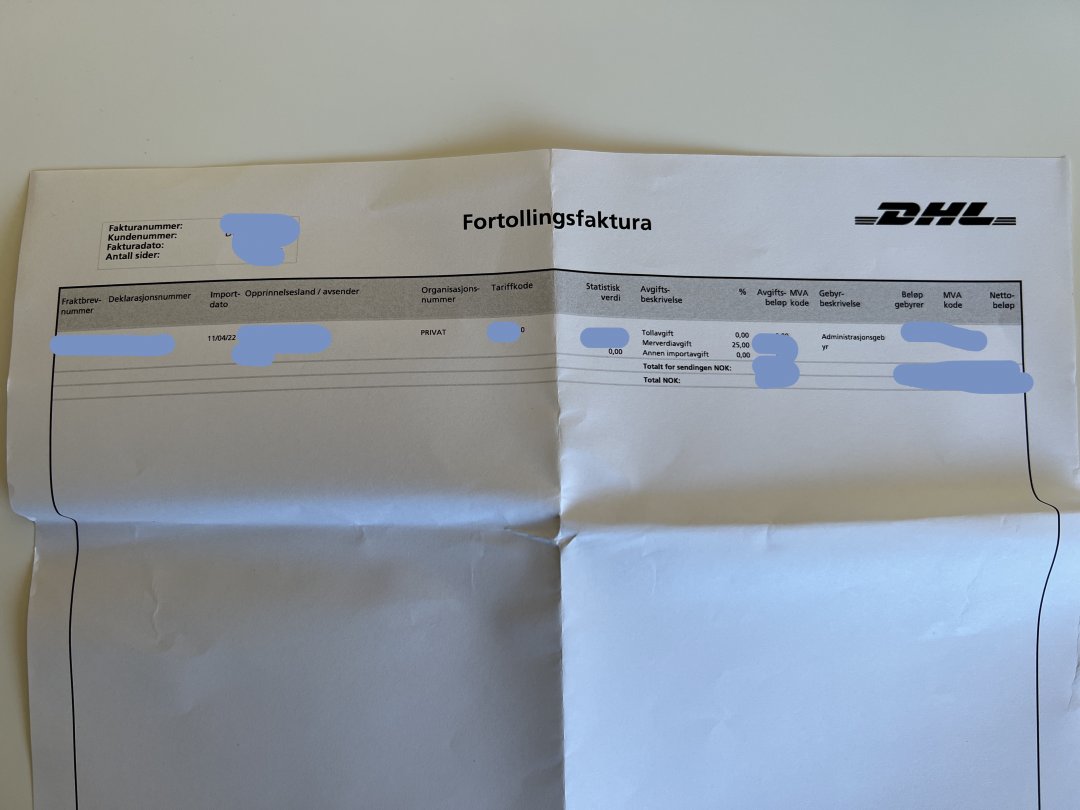 Fortollingsfaktura
DHL
Fakturanummer:
Kundenummer:
Fakturadato:
Antall sider:
Fraktbrev-nummer Deklarasjonsnummer Import-dato Opprinnelsesland / avsender Organisasjons-nummer Tariffkode Statistisk verdi Avgifts-beskrivelse % Avgifts-beløp MVA kode Gebyr-beskrivelse Beløp gebyrer MVA kode Netto-beløp
11/04/22 PRIVAT 0 Tollavgift 0,00 Administrasjonsgeb
Merverdiavgift 25,00 yr
0,00 Annen importavgift 0,00
Totalt for sendingen NOK:
Total NOK: